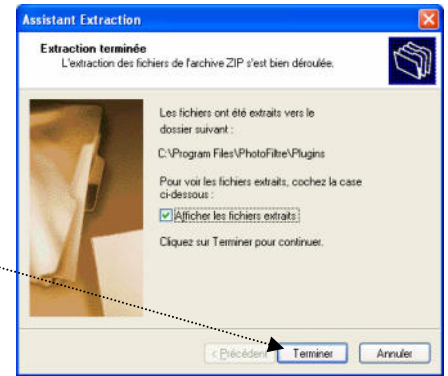 Assistant Extraction
Extraction terminée
L'extraction des fichiers de l'archive ZIP s'est bien déroulée.
Les fichiers ont été extraits vers le
dossier suivant :
C:\Program Files\PhotoFiltre\Plugins
Pour voir les fichiers extraits, cochez la case
ci-dessous :
Afficher les fichiers extraits
Cliquez sur Terminer pour continuer.
< Précédent Terminer Annuler